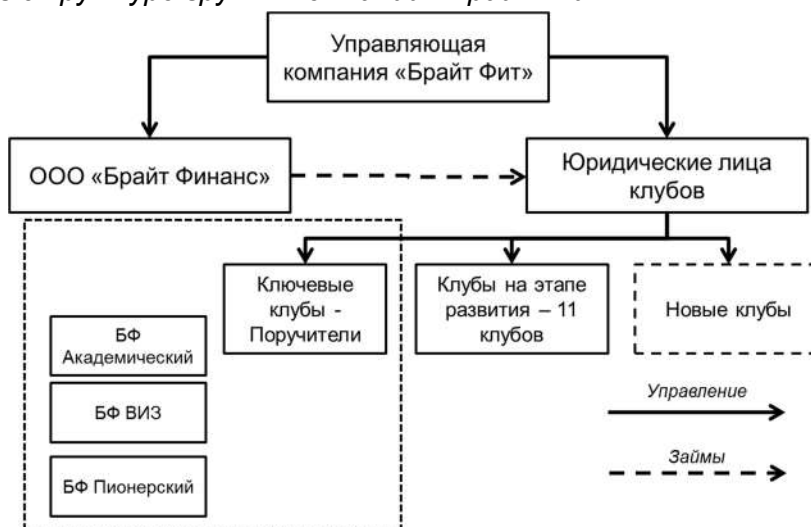 Управляющая
компания «Брайт Фит»
ООО «Брайт Финанс»
Юридические лица
клубов
Ключевые
клубы -
Поручители
Клубы на этапе
развития – 11
клубов
Новые клубы
БФ
Академический
БФ ВИЗ
БФ Пионерский
Управление
Займы